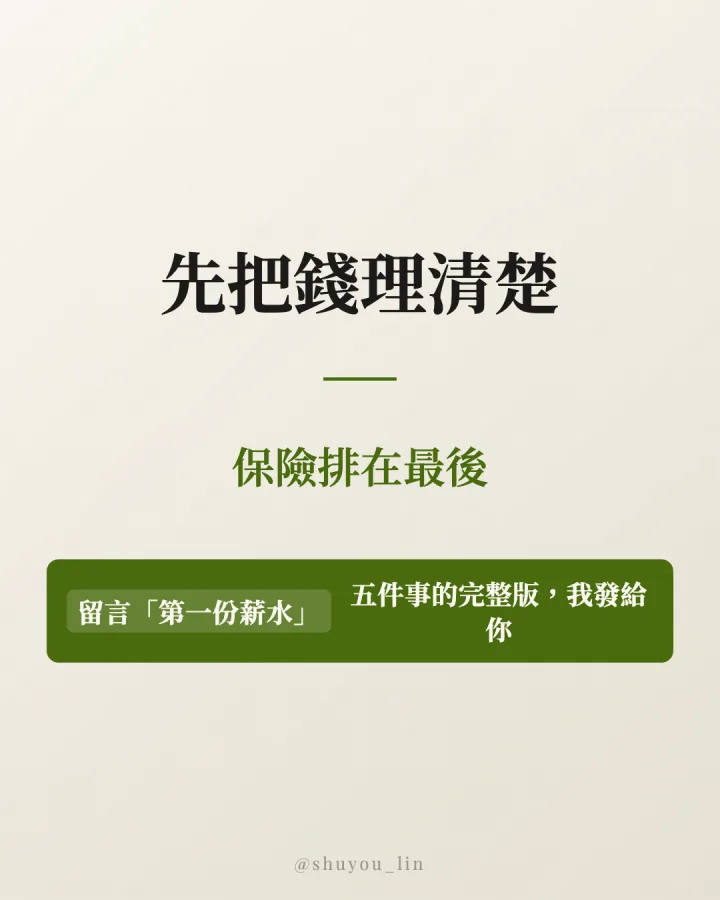 先把錢理清楚
保險排在最後
留言「第一份薪水」
五件事的完整版，我發給
你
@shuyou_lin